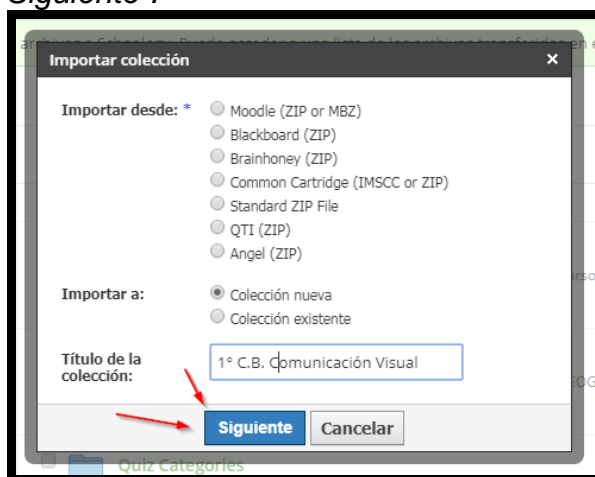 Siguiente".
Importar colección ×
Importar desde: * Moodle (ZIP or MBZ)
Blackboard (ZIP)
Brainhoney (ZIP)
Common Cartridge (IMSCC or ZIP)
Standard ZIP File
QTI (ZIP)
Angel (ZIP)
Importar a: Colección nueva
Colección existente
Título de la
colección: 1° C.B. Comunicación Visual
Siguiente Cancelar
Quiz Categories